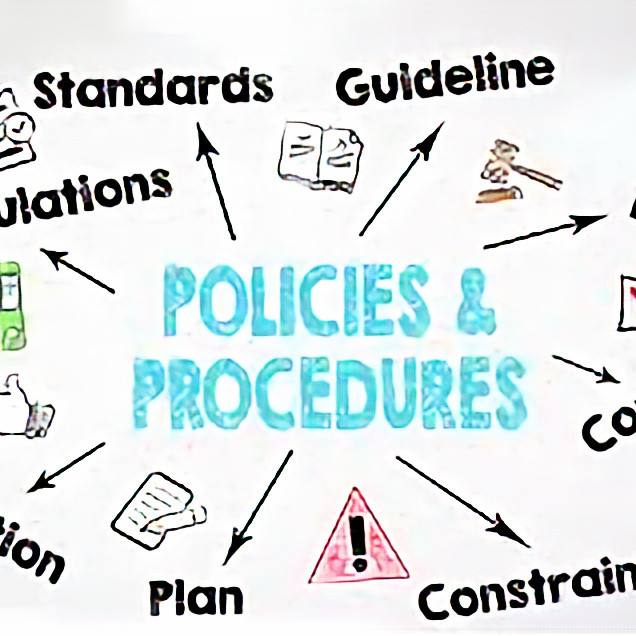 Standards
Guideline
ulations
POLICIES &
PROCEDURES
Co
tion
Plan
Constrain